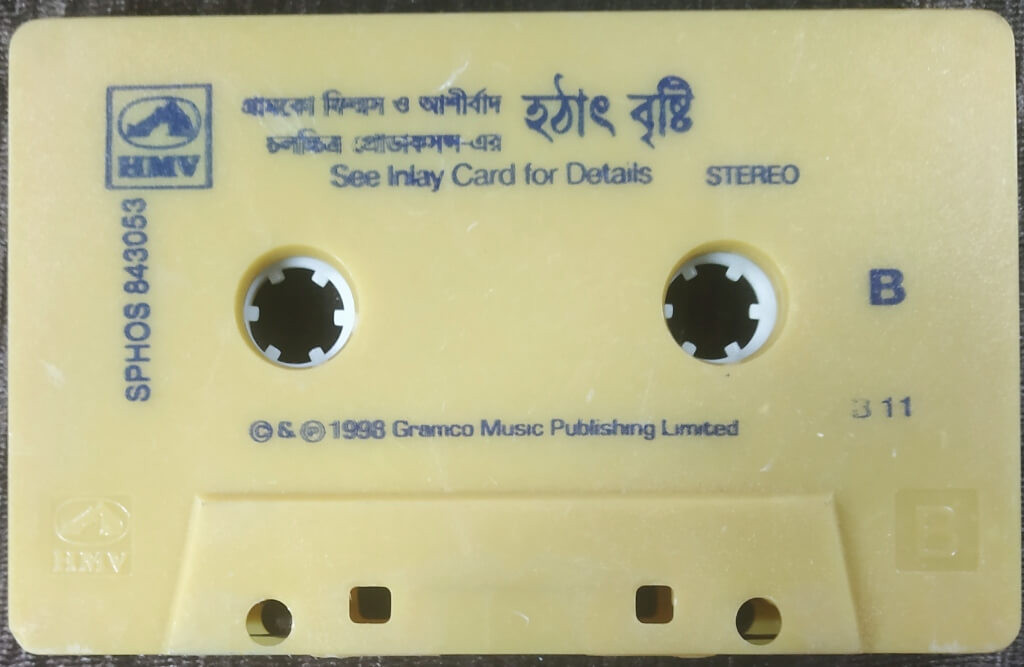 গ্রামকো ফিল্মস ও আশীর্বাদ
চলচ্চিত্র প্রোডাকসন্স-এর
হঠাৎ বৃষ্টি
HMV
See Inlay Card for Details
STEREO
SPHOS 843053
B
B 11
© & ℗ 1998 Gramco Music Publishing Limited
HMV
B